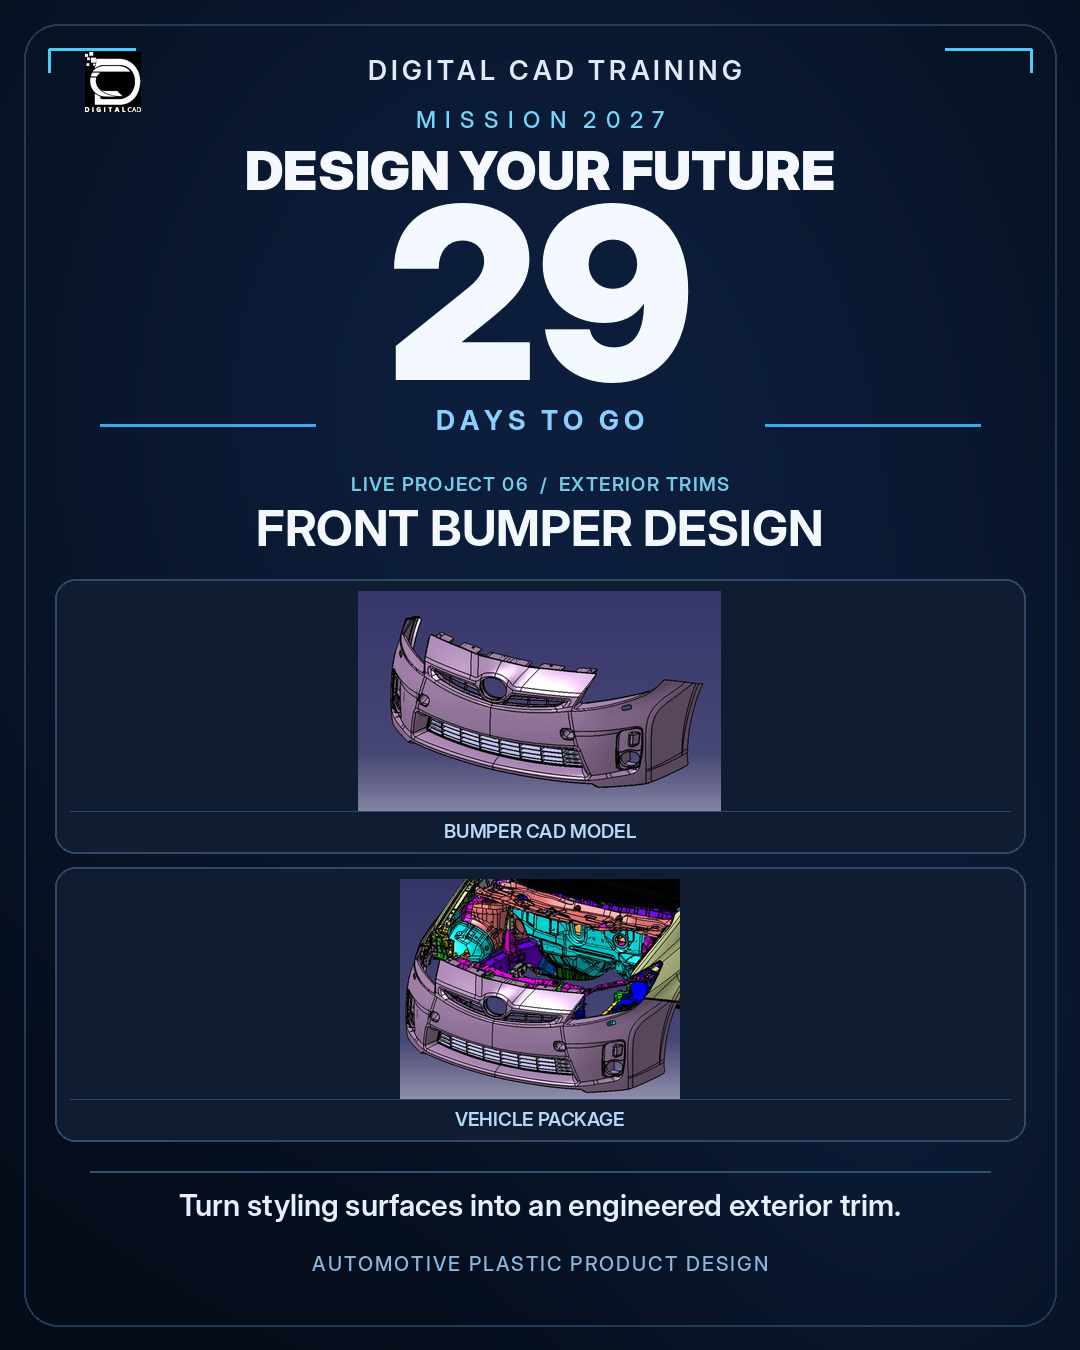 DIGITALCAD
DIGITAL CAD TRAINING
MISSION 2027
DESIGN YOUR FUTURE
29
DAYS TO GO
LIVE PROJECT 06 / EXTERIOR TRIMS
FRONT BUMPER DESIGN
BUMPER CAD MODEL
VEHICLE PACKAGE
Turn styling surfaces into an engineered exterior trim.
AUTOMOTIVE PLASTIC PRODUCT DESIGN